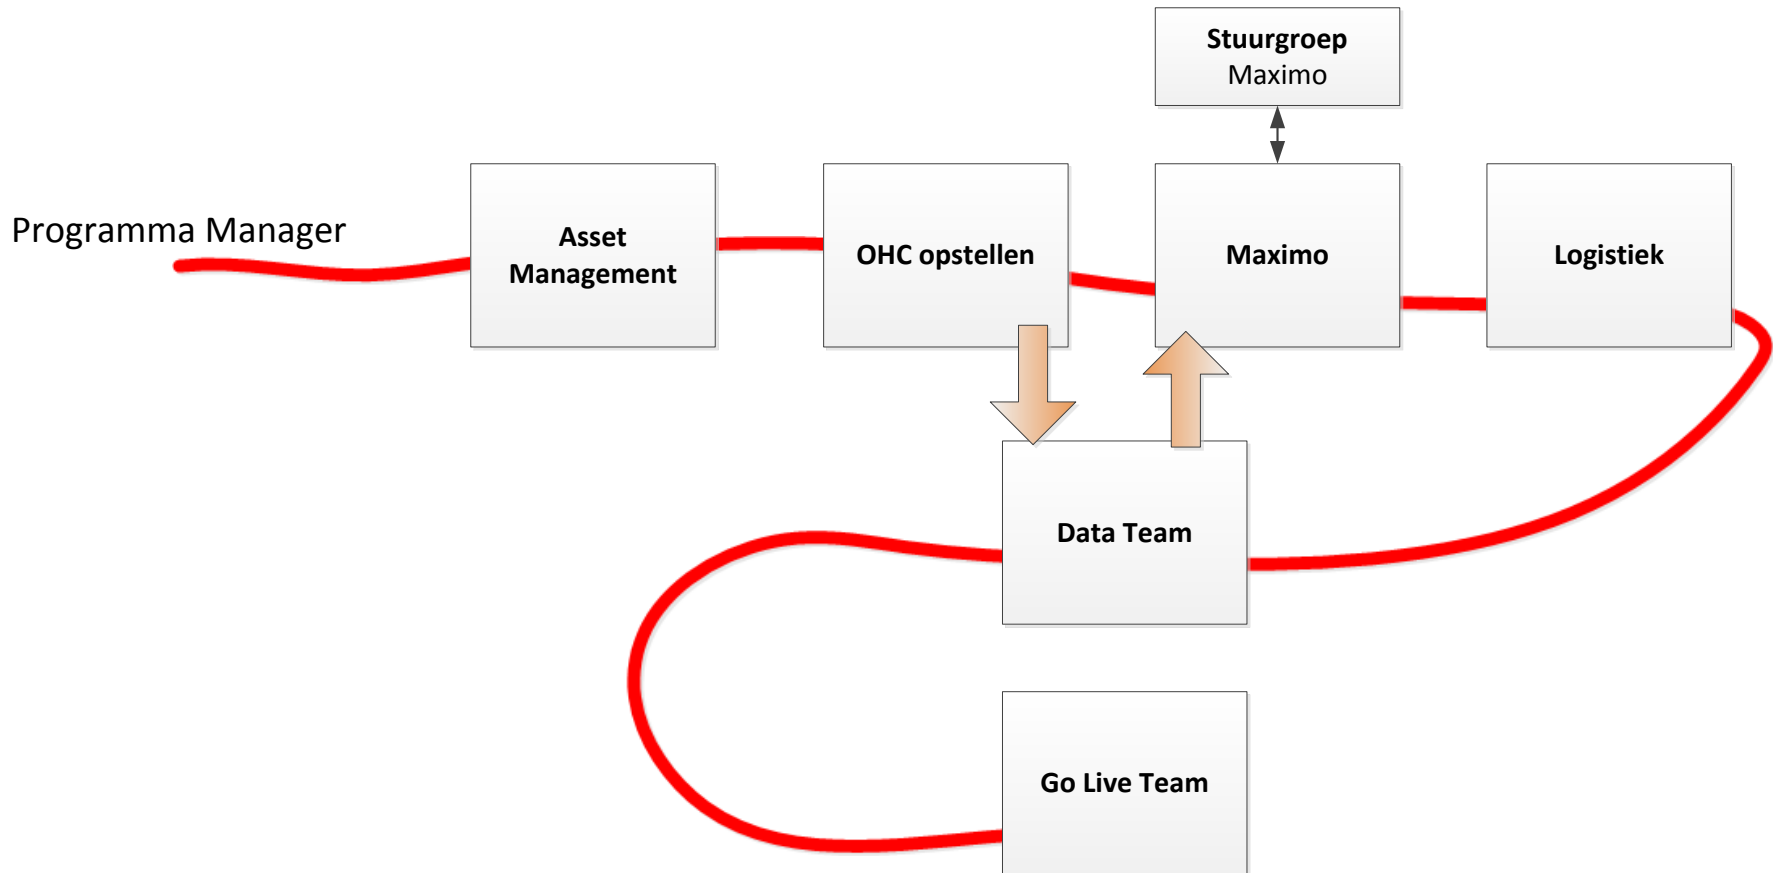 Stuurgroep
Maximo
Programma Manager
Asset
Management
OHC opstellen
Maximo
Logistiek
Data Team
Go Live Team